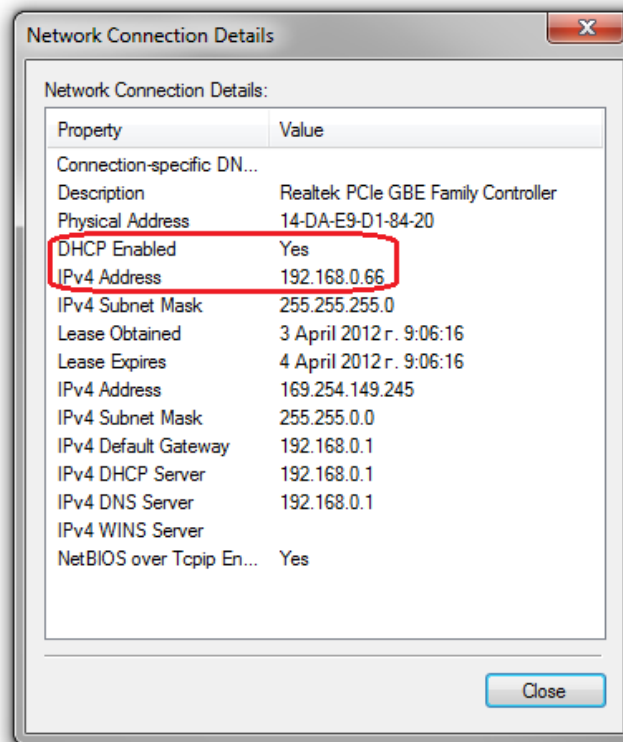 Network Connection Details
Network Connection Details:
Property Value
Connection-specific DN...
Description Realtek PCIe GBE Family Controller
Physical Address 14-DA-E9-D1-84-20
DHCP Enabled Yes
IPv4 Address 192.168.0.66
IPv4 Subnet Mask 255.255.255.0
Lease Obtained 3 April 2012 г. 9:06:16
Lease Expires 4 April 2012 г. 9:06:16
IPv4 Address 169.254.149.245
IPv4 Subnet Mask 255.255.0.0
IPv4 Default Gateway 192.168.0.1
IPv4 DHCP Server 192.168.0.1
IPv4 DNS Server 192.168.0.1
IPv4 WINS Server
NetBIOS over Tcpip En... Yes
Close